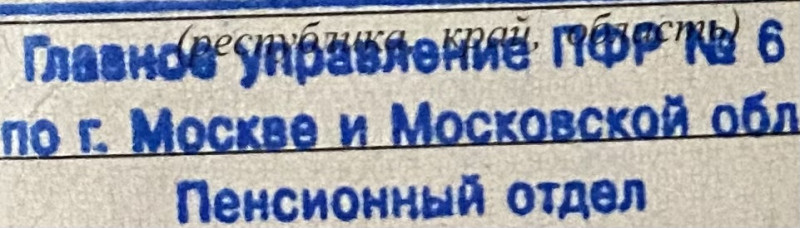 (республика, край, область)
Главное управление ПФР № 6
по г. Москве и Московской обл
Пенсионный отдел